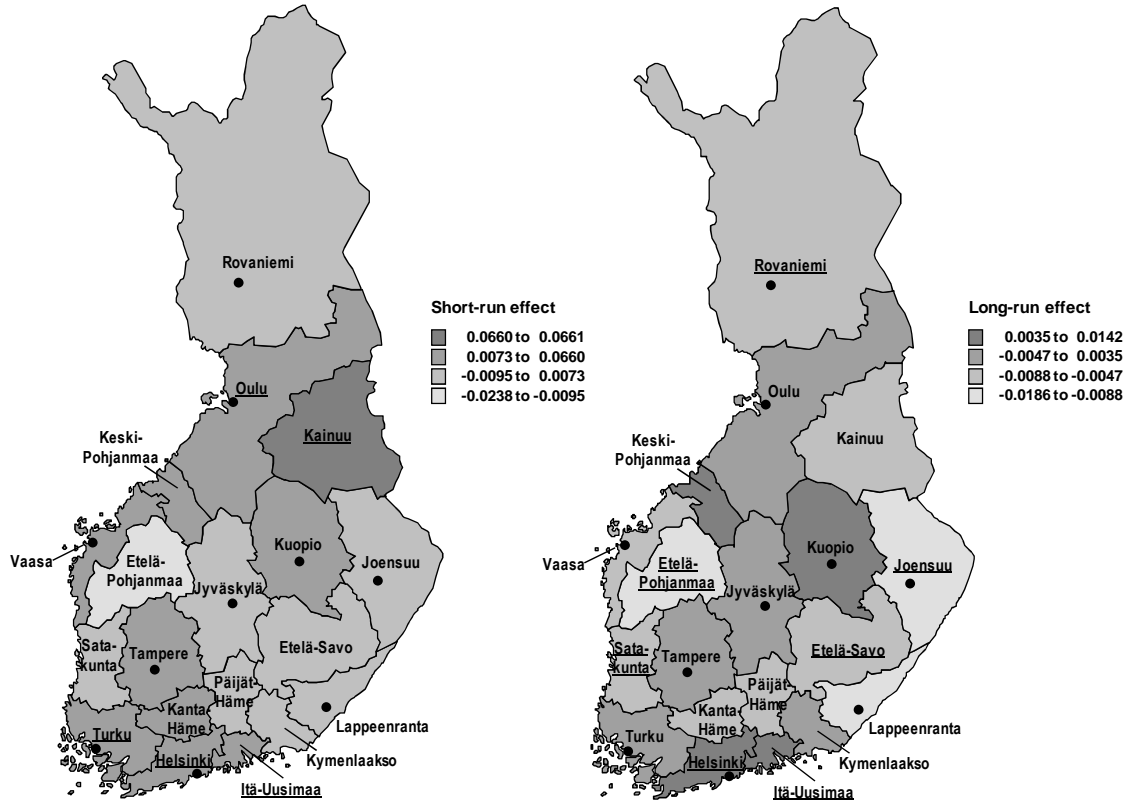 Rovaniemi
Short-run effect
0.0660 to 0.0661
0.0073 to 0.0660
-0.0095 to 0.0073
-0.0238 to -0.0095
Oulu
Kainuu
Keski-
Pohjanmaa
Vaasa
Etelä-
Pohjanmaa
Kuopio
Joensuu
Jyväskylä
Sata-
kunta
Tampere
Etelä-Savo
Päijät-
Häme
Kanta-
Häme
Lappeenranta
Turku
Helsinki
Kymenlaakso
Itä-Uusimaa
Rovaniemi
Long-run effect
0.0035 to 0.0142
-0.0047 to 0.0035
-0.0088 to -0.0047
-0.0186 to -0.0088
Oulu
Kainuu
Keski-
Pohjanmaa
Vaasa
Etelä-
Pohjanmaa
Kuopio
Joensuu
Jyväskylä
Sata-
kunta
Tampere
Etelä-Savo
Päijät-
Häme
Kanta-
Häme
Lappeenranta
Turku
Helsinki
Kymenlaakso
Itä-Uusimaa